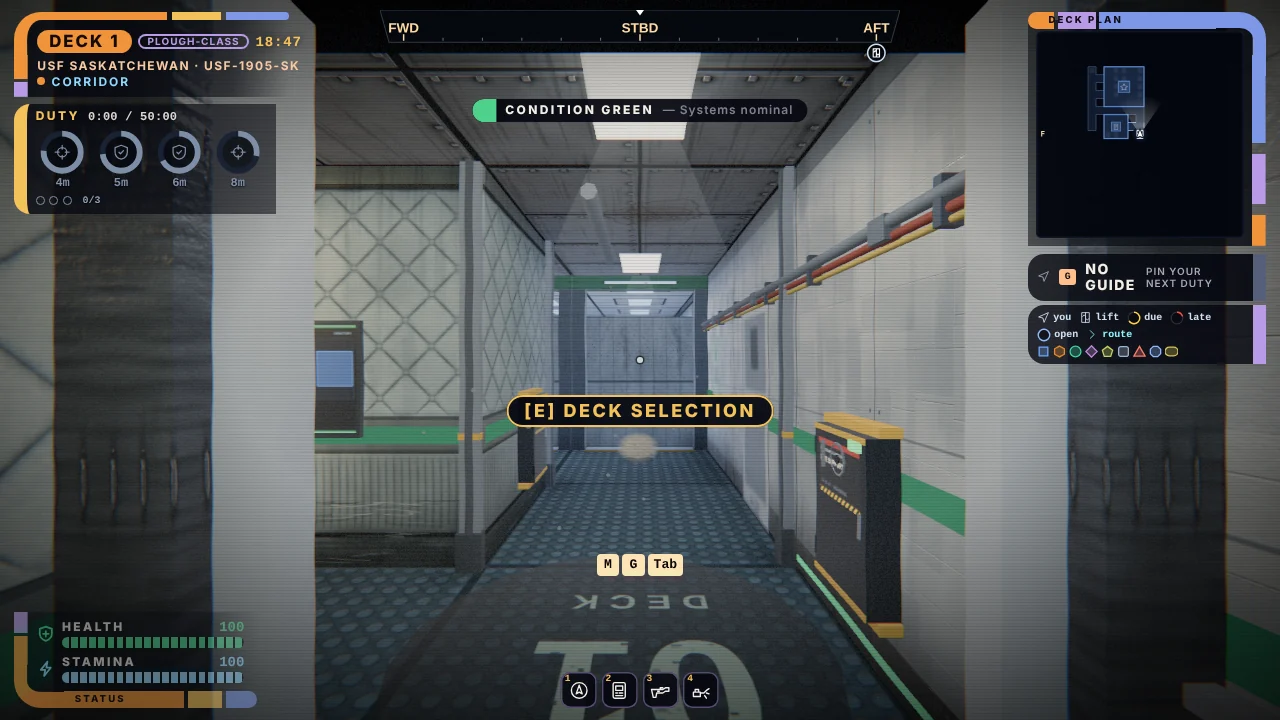 DECK 1 PLOUGH-CLASS 18:47
USF SASKATCHEWAN · USF-1905-SK
CORRIDOR
DUTY 0:00 / 50:00
4m 5m 6m 8m
0/3
FWD STBD AFT
CONDITION GREEN — Systems nominal
DECK PLAN
F
G NO GUIDE PIN YOUR NEXT DUTY
you lift due late
open route
[E] DECK SELECTION
M G Tab
DECK
01
HEALTH 100
STAMINA 100
STATUS
1 2 3 4